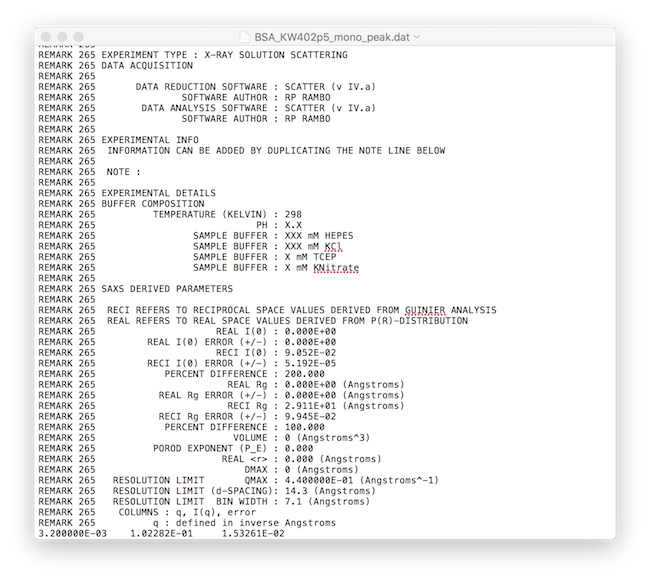 BSA_KW402p5_mono_peak.dat
REMARK 265
REMARK 265 EXPERIMENT TYPE : X-RAY SOLUTION SCATTERING
REMARK 265 DATA ACQUISITION
REMARK 265
REMARK 265 DATA REDUCTION SOFTWARE : SCATTER (v IV.a)
REMARK 265 SOFTWARE AUTHOR : RP RAMBO
REMARK 265 DATA ANALYSIS SOFTWARE : SCATTER (v IV.a)
REMARK 265 SOFTWARE AUTHOR : RP RAMBO
REMARK 265
REMARK 265 EXPERIMENTAL INFO
REMARK 265 INFORMATION CAN BE ADDED BY DUPLICATING THE NOTE LINE BELOW
REMARK 265
REMARK 265 NOTE :
REMARK 265
REMARK 265 EXPERIMENTAL DETAILS
REMARK 265 BUFFER COMPOSITION
REMARK 265 TEMPERATURE (KELVIN) : 298
REMARK 265 PH : X.X
REMARK 265 SAMPLE BUFFER : XXX mM HEPES
REMARK 265 SAMPLE BUFFER : XXX mM KCl
REMARK 265 SAMPLE BUFFER : X mM TCEP
REMARK 265 SAMPLE BUFFER : X mM KNitrate
REMARK 265
REMARK 265 SAXS DERIVED PARAMETERS
REMARK 265
REMARK 265 RECI REFERS TO RECIPROCAL SPACE VALUES DERIVED FROM GUINIER ANALYSIS
REMARK 265 REAL REFERS TO REAL SPACE VALUES DERIVED FROM P(R)-DISTRIBUTION
REMARK 265 REAL I(0) : 0.000E+00
REMARK 265 REAL I(0) ERROR (+/-) : 0.000E+00
REMARK 265 RECI I(0) : 9.052E-02
REMARK 265 RECI I(0) ERROR (+/-) : 5.192E-05
REMARK 265 PERCENT DIFFERENCE : 200.000
REMARK 265 REAL Rg : 0.000E+00 (Angstroms)
REMARK 265 REAL Rg ERROR (+/-) : 0.000E+00 (Angstroms)
REMARK 265 RECI Rg : 2.911E+01 (Angstroms)
REMARK 265 RECI Rg ERROR (+/-) : 9.945E-02
REMARK 265 PERCENT DIFFERENCE : 100.000
REMARK 265 VOLUME : 0 (Angstroms^3)
REMARK 265 POROD EXPONENT (P_E) : 0.000
REMARK 265 REAL <r> : 0.000 (Angstroms)
REMARK 265 DMAX : 0 (Angstroms)
REMARK 265 RESOLUTION LIMIT QMAX : 4.400000E-01 (Angstroms^-1)
REMARK 265 RESOLUTION LIMIT (d-SPACING): 14.3 (Angstroms)
REMARK 265 RESOLUTION LIMIT BIN WIDTH : 7.1 (Angstroms)
REMARK 265 COLUMNS : q, I(q), error
REMARK 265 q : defined in inverse Angstroms
3.200000E-03 1.02282E-01 1.53261E-02